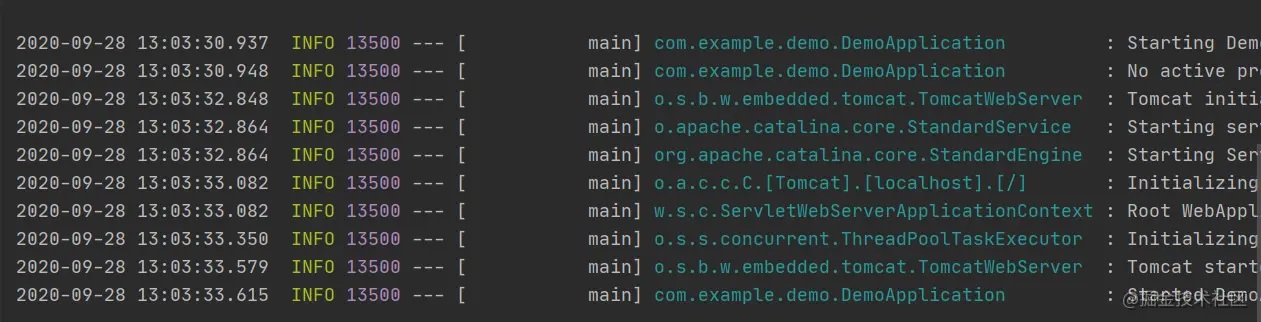 2020-09-28 13:03:30.937  INFO 13500 --- [           main] com.example.demo.DemoApplication         : Starting Dem
2020-09-28 13:03:30.948  INFO 13500 --- [           main] com.example.demo.DemoApplication         : No active pr
2020-09-28 13:03:32.848  INFO 13500 --- [           main] o.s.b.w.embedded.tomcat.TomcatWebServer  : Tomcat initi
2020-09-28 13:03:32.864  INFO 13500 --- [           main] o.apache.catalina.core.StandardService   : Starting ser
2020-09-28 13:03:32.864  INFO 13500 --- [           main] org.apache.catalina.core.StandardEngine  : Starting Ser
2020-09-28 13:03:33.082  INFO 13500 --- [           main] o.a.c.c.C.[Tomcat].[localhost].[/]       : Initializing
2020-09-28 13:03:33.082  INFO 13500 --- [           main] w.s.c.ServletWebServerApplicationContext : Root WebAppl
2020-09-28 13:03:33.350  INFO 13500 --- [           main] o.s.s.concurrent.ThreadPoolTaskExecutor  : Initializing
2020-09-28 13:03:33.579  INFO 13500 --- [           main] o.s.b.w.embedded.tomcat.TomcatWebServer  : Tomcat start
2020-09-28 13:03:33.615  INFO 13500 --- [           main] com.example.demo.DemoApplication         : Started Demo
@掘金技术社区